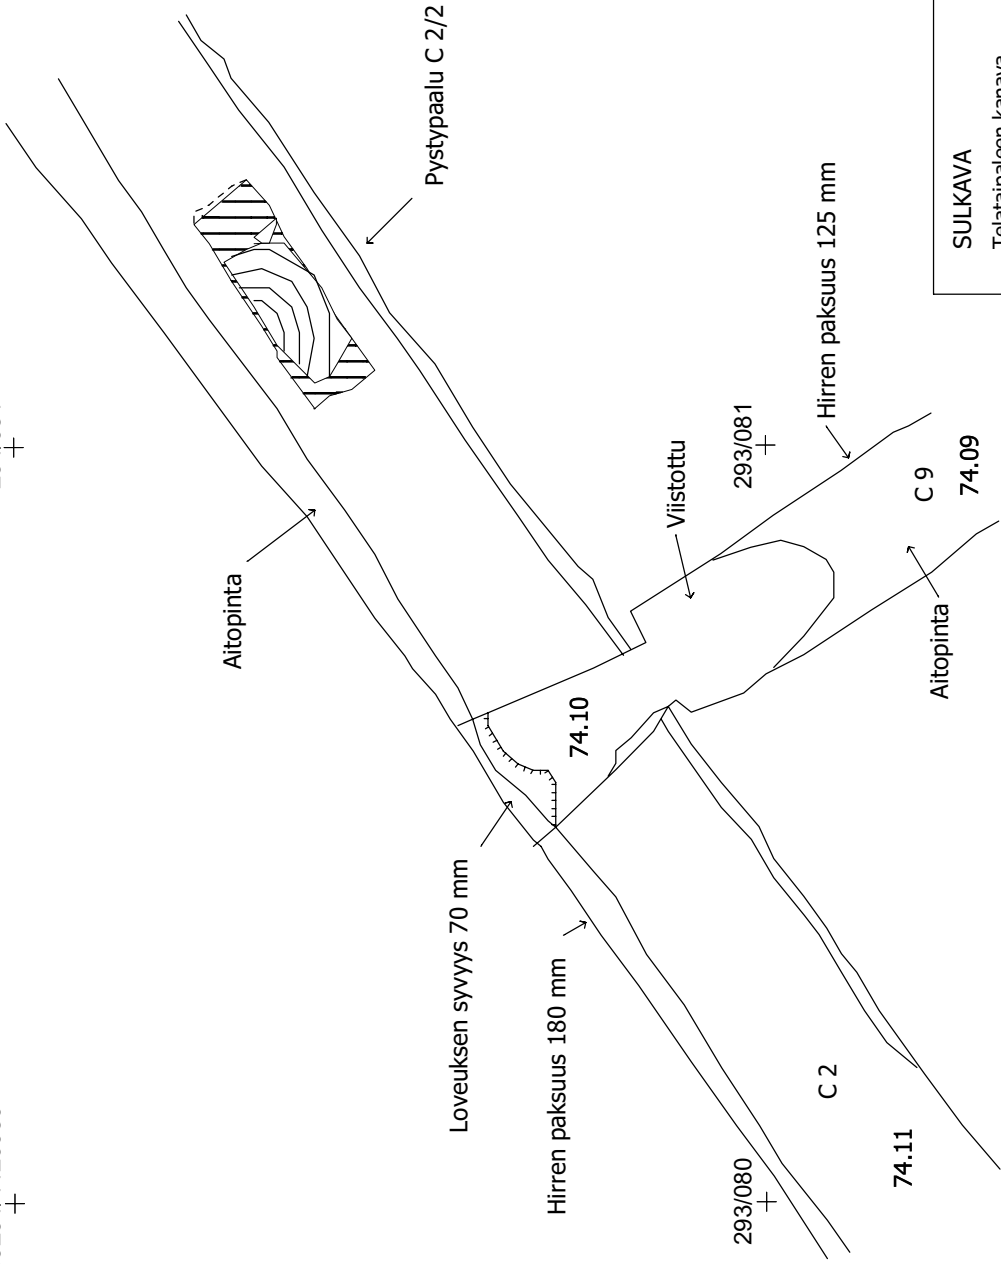 Pystypaalu C 2/2
Aitopinta
Hirren paksuus 125 mm
293/081
Viistottu
C 9
74.09
Aitopinta
74.10
Loveuksen syvyys 70 mm
Hirren paksuus 180 mm
C 2
74.11
293/080
SULKAVA